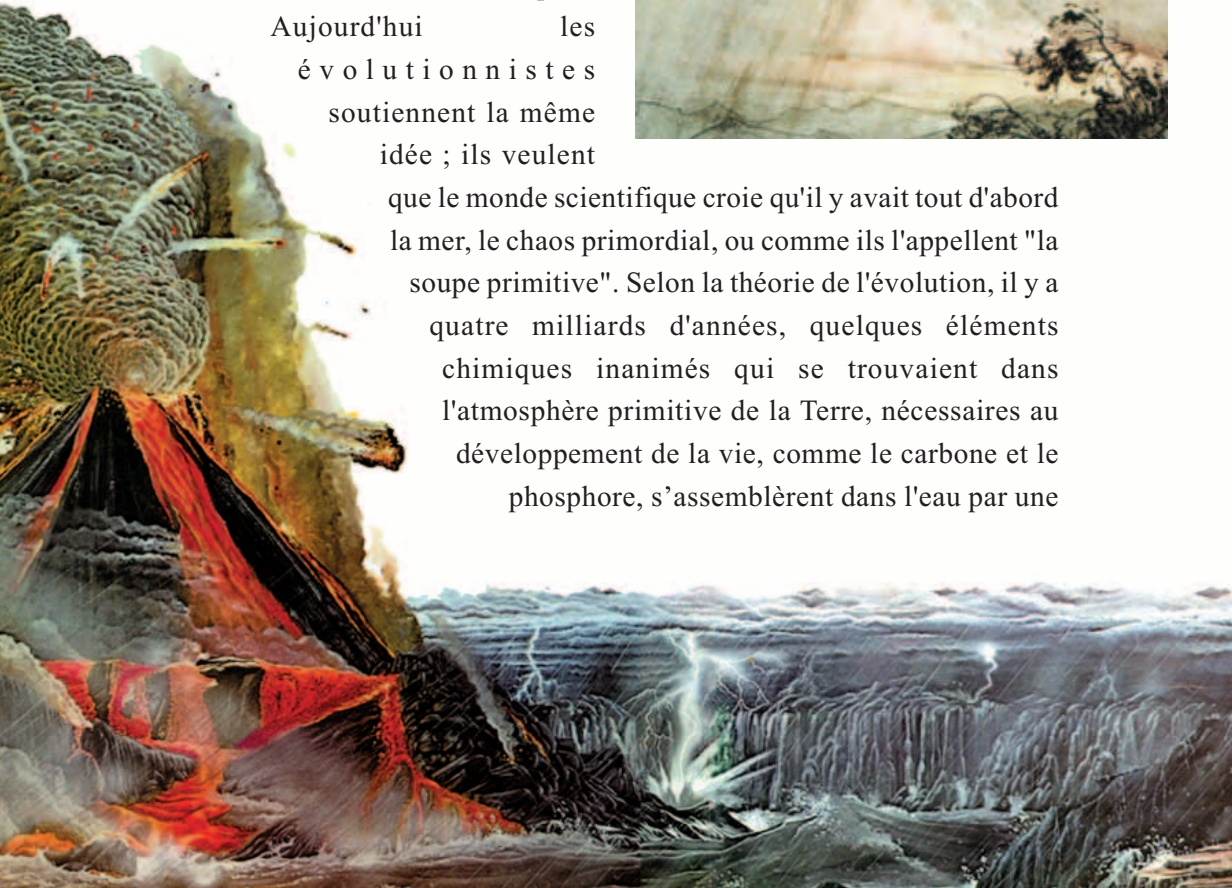 Aujourd'hui les
évolutionnistes
soutiennent la même
idée ; ils veulent
que le monde scientifique croie qu'il y avait tout d'abord
la mer, le chaos primordial, ou comme ils l'appellent "la
soupe primitive". Selon la théorie de l'évolution, il y a
quatre milliards d'années, quelques éléments
chimiques inanimés qui se trouvaient dans
l'atmosphère primitive de la Terre, nécessaires au
développement de la vie, comme le carbone et le
phosphore, s’assemblèrent dans l'eau par une